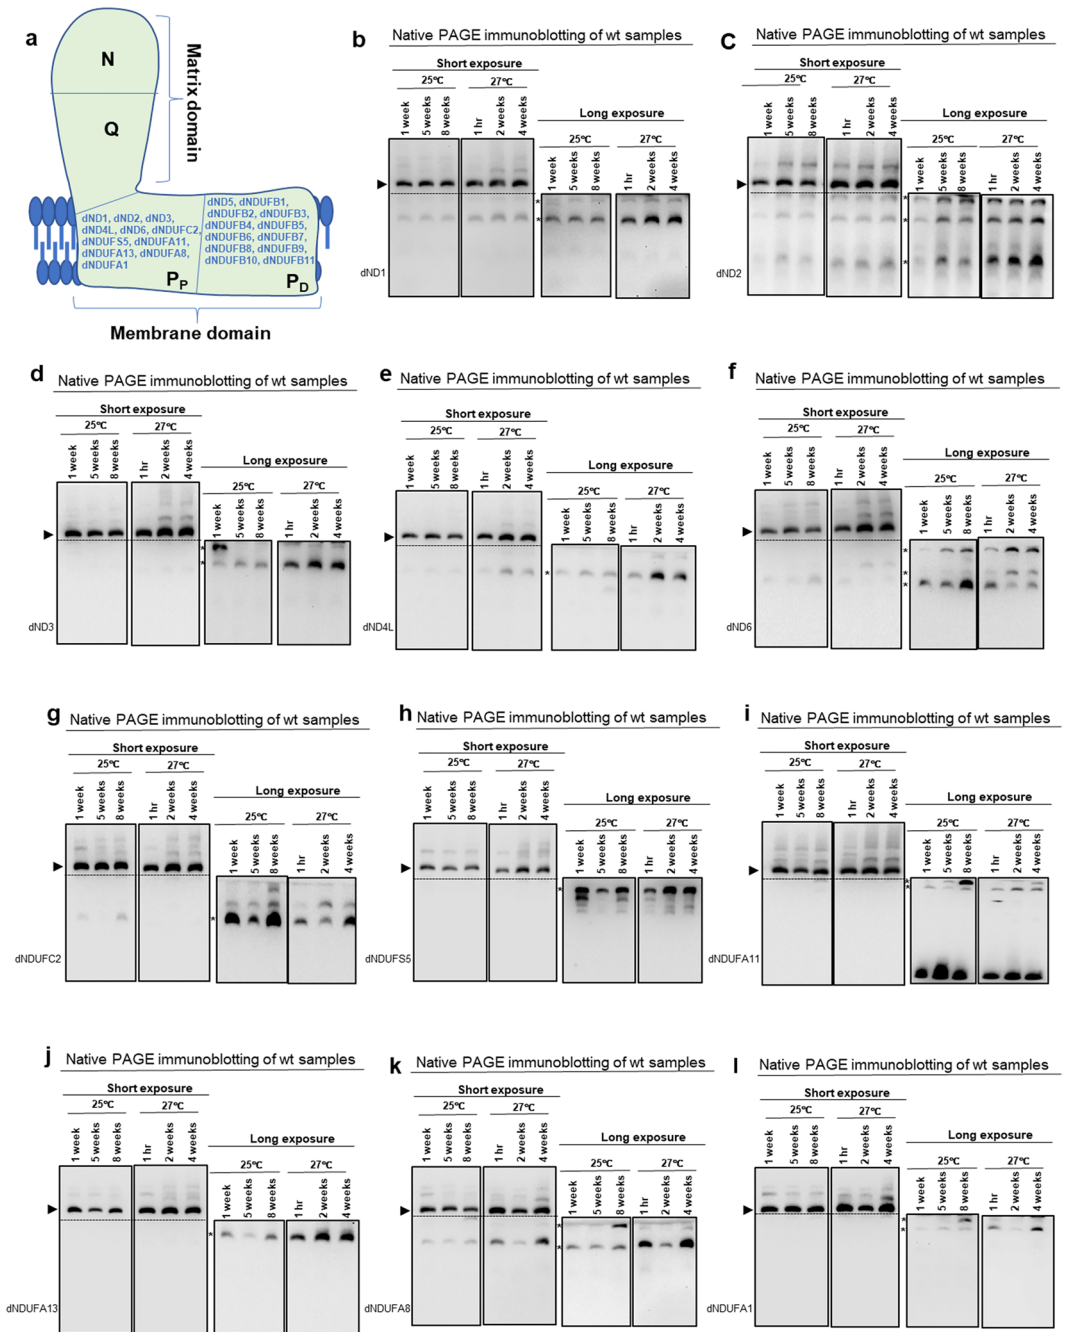 a
N
Q
Matrix domain
dND1, dND2, dND3,
dND4L, dND6, dNDUFC2,
dNDUFS5, dNDUFA11,
dNDUFA13, dNDUFA8,
dNDUFA1
dND5, dNDUFB1,
dNDUFB2, dNDUFB3,
dNDUFB4, dNDUFB5,
dNDUFB6, dNDUFB7,
dNDUFB8, dNDUFB9,
dNDUFB10, dNDUFB11
PP
PD
Membrane domain
b
Native PAGE immunoblotting of wt samples
Short exposure
25°C
27°C
1 week
5 weeks
8 weeks
1 hr
2 weeks
4 weeks
Long exposure
25°C
27°C
1 week
5 weeks
8 weeks
1 hr
2 weeks
4 weeks
*
*
dND1
c
Native PAGE immunoblotting of wt samples
Short exposure
25°C
27°C
1 week
5 weeks
8 weeks
1 hr
2 weeks
4 weeks
Long exposure
25°C
27°C
1 week
5 weeks
8 weeks
1 hr
2 weeks
4 weeks
*
*
*
dND2
d
Native PAGE immunoblotting of wt samples
Short exposure
25°C
27°C
1 week
5 weeks
8 weeks
1 hr
2 weeks
4 weeks
Long exposure
25°C
27°C
1 week
5 weeks
8 weeks
1 hr
2 weeks
4 weeks
*
*
dND3
e
Native PAGE immunoblotting of wt samples
Short exposure
25°C
27°C
1 week
5 weeks
8 weeks
1 hr
2 weeks
4 weeks
Long exposure
25°C
27°C
1 week
5 weeks
8 weeks
1 hr
2 weeks
4 weeks
*
dND4L
f
Native PAGE immunoblotting of wt samples
Short exposure
25°C
27°C
1 week
5 weeks
8 weeks
1 hr
2 weeks
4 weeks
Long exposure
25°C
27°C
1 week
5 weeks
8 weeks
1 hr
2 weeks
4 weeks
*
*
*
dND6
g
Native PAGE immunoblotting of wt samples
Short exposure
25°C
27°C
1 week
5 weeks
8 weeks
1 hr
2 weeks
4 weeks
Long exposure
25°C
27°C
1 week
5 weeks
8 weeks
1 hr
2 weeks
4 weeks
*
dNDUFC2
h
Native PAGE immunoblotting of wt samples
Short exposure
25°C
27°C
1 week
5 weeks
8 weeks
1 hr
2 weeks
4 weeks
Long exposure
25°C
27°C
1 week
5 weeks
8 weeks
1 hr
2 weeks
4 weeks
*
dNDUFS5
i
Native PAGE immunoblotting of wt samples
Short exposure
25°C
27°C
1 week
5 weeks
8 weeks
1 hr
2 weeks
4 weeks
Long exposure
25°C
27°C
1 week
5 weeks
8 weeks
1 hr
2 weeks
4 weeks
*
*
dNDUFA11
j
Native PAGE immunoblotting of wt samples
Short exposure
25°C
27°C
1 week
5 weeks
8 weeks
1 hr
2 weeks
4 weeks
Long exposure
25°C
27°C
1 week
5 weeks
8 weeks
1 hr
2 weeks
4 weeks
*
dNDUFA13
k
Native PAGE immunoblotting of wt samples
Short exposure
25°C
27°C
1 week
5 weeks
8 weeks
1 hr
2 weeks
4 weeks
Long exposure
25°C
27°C
1 week
5 weeks
8 weeks
1 hr
2 weeks
4 weeks
*
*
dNDUFA8
l
Native PAGE immunoblotting of wt samples
Short exposure
25°C
27°C
1 week
5 weeks
8 weeks
1 hr
2 weeks
4 weeks
Long exposure
25°C
27°C
1 week
5 weeks
8 weeks
1 hr
2 weeks
4 weeks
*
*
dNDUFA1